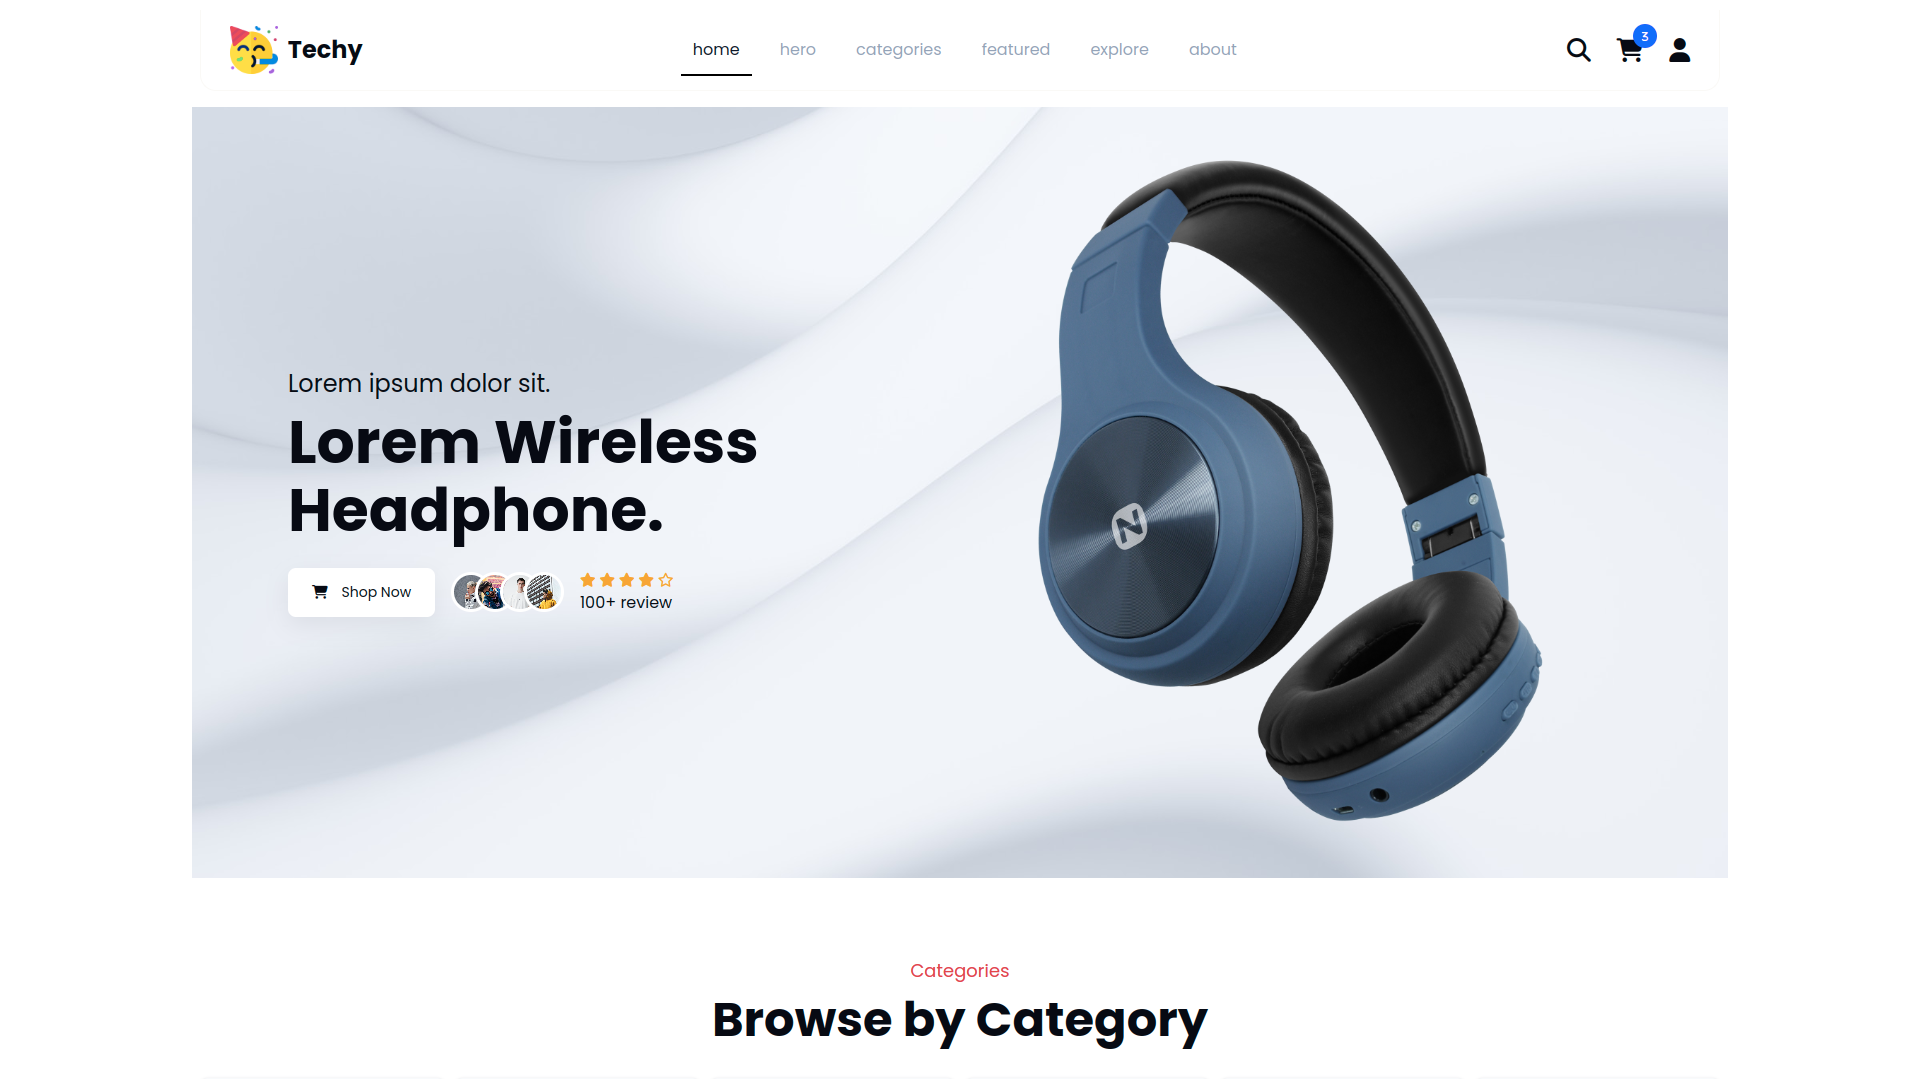 Techy
home
hero
categories
featured
explore
about
3
Lorem ipsum dolor sit.
Lorem Wireless
Headphone.
Shop Now
100+ review
N
Categories
Browse by Category